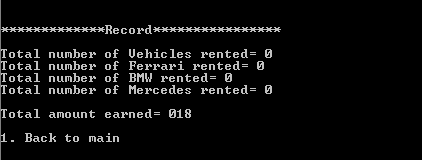 *************Record****************
Total number of Vehicles rented= 0
Total number of Ferrari rented= 0
Total number of BMW rented= 0
Total number of Mercedes rented= 0
Total amount earned= 018
1. Back to main